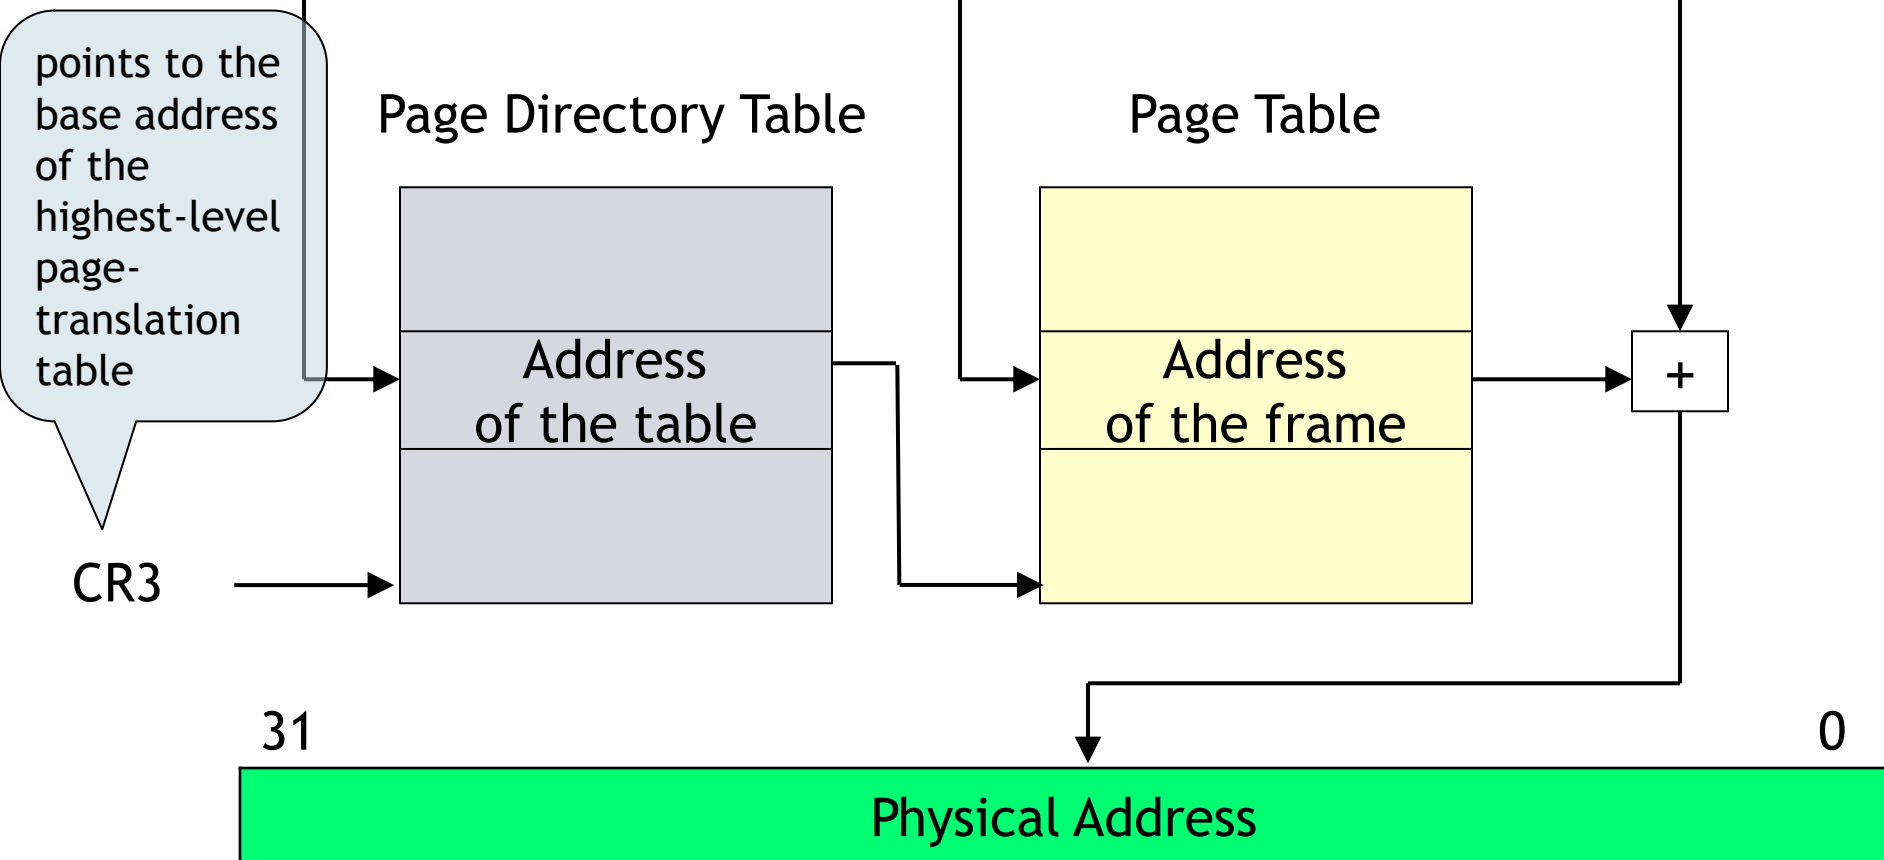 points to the
base address
of the
highest-level
page-
translation
table
Page Directory Table
Page Table
Address
of the table
Address
of the frame
+
CR3
31
0
Physical Address